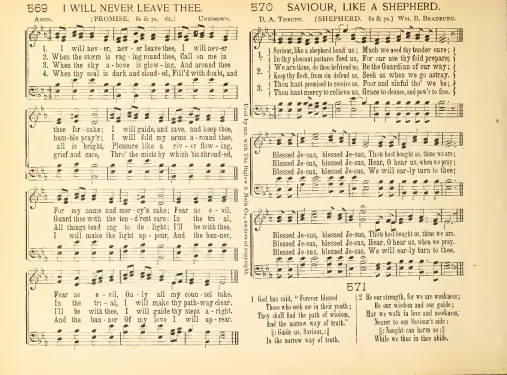 569 I WILL NEVER LEAVE THEE.
ANON. [PROMISE. 8s & 7s. 6l.] UNKNOWN.
1. I will nev-er, nev-er leave thee, I will nev-er
2. When the storm is rag-ing round thee, Call on me in
3. When the sky a-bove is glow-ing, And around thee
4. When thy soul is dark and cloud-ed, Fill'd with doubt, and
thee for-sake; I will guide, and save, and keep thee,
hum-ble pray'r; I will fold my arms a-round thee,
all is bright, Pleasure like a riv-er flow-ing,
grief and care, Thro' the mists by which 'tis shrouded,
For my name and mer-cy's sake; Fear no e-vil,
Guard thee with the ten-d'rest care: In the tri-al,
All things tend-ing to de-light; I'll be with thee,
I will make the light ap-pear, And the ban-ner,
Fear no e-vil, On-ly all my coun-sel take.
In the tri-al, I will make thy path-way clear.
I'll be with thee, I will guide thy steps a-right.
And the ban-ner Of my love I will up-rear.
Used by arr. with The Biglow & Main Co., owners of copyright.
570 SAVIOUR, LIKE A SHEPHERD.
D. A. THRUPP. [SHEPHERD. 8s & 7s.] WM. B. BRADBURY.
1. Saviour, like a shepherd lead us; Much we need thy tender care;
In thy pleasant pastures feed us, For our use thy fold prepare;
2. We are thine, do thou befriend us, Be the Guardian of our way;
Keep thy flock, from sin defend us, Seek us when we go astray.
3. Thou hast promised to receive us, Poor and sinful tho' we be;
Thou hast mercy to relieve us, Grace to cleanse, and pow'r to free.
Blessed Je-sus, blessed Je-sus, Thou hast bought us, thine we are;
Blessed Je-sus, blessed Je-sus, Hear, O hear us, when we pray;
Blessed Je-sus, blessed Je-sus, We will ear-ly turn to thee;
Blessed Je-sus, blessed Je-sus, Thou hast bought us, thine we are.
Blessed Je-sus, blessed Je-sus, Hear, O hear us, when we pray.
Blessed Je-sus, blessed Je-sus, We will ear-ly turn to thee.
571
1 God has said, "Forever blessed
Those who seek me in their youth;
They shall find the path of wisdom,
And the narrow way of truth."
‖: Guide us, Saviour, :‖
In the narrow way of truth.
2 Be our strength, for we are weakness;
Be our wisdom and our guide;
May we walk in love and meekness,
Nearer to our Saviour's side;
‖: Naught can harm us :‖
While we thus in thee abide.